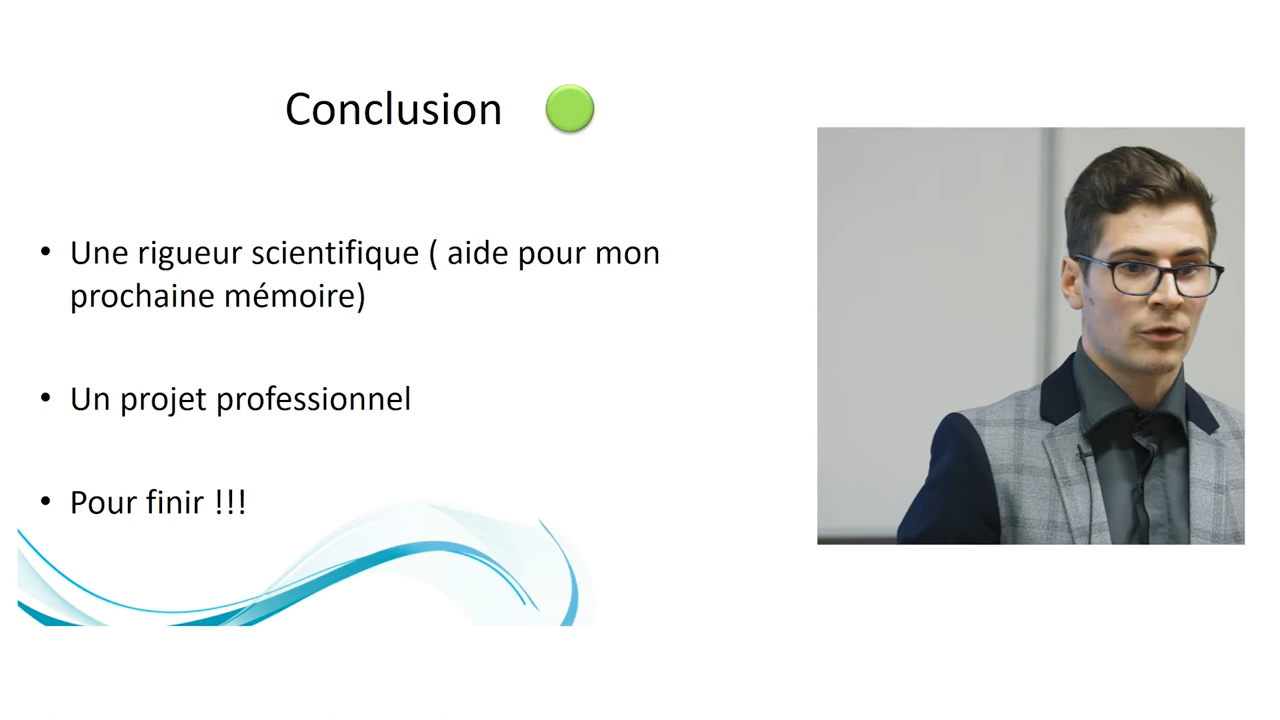 Conclusion
• Une rigueur scientifique ( aide pour mon
prochaine mémoire)
• Un projet professionnel
• Pour finir !!!